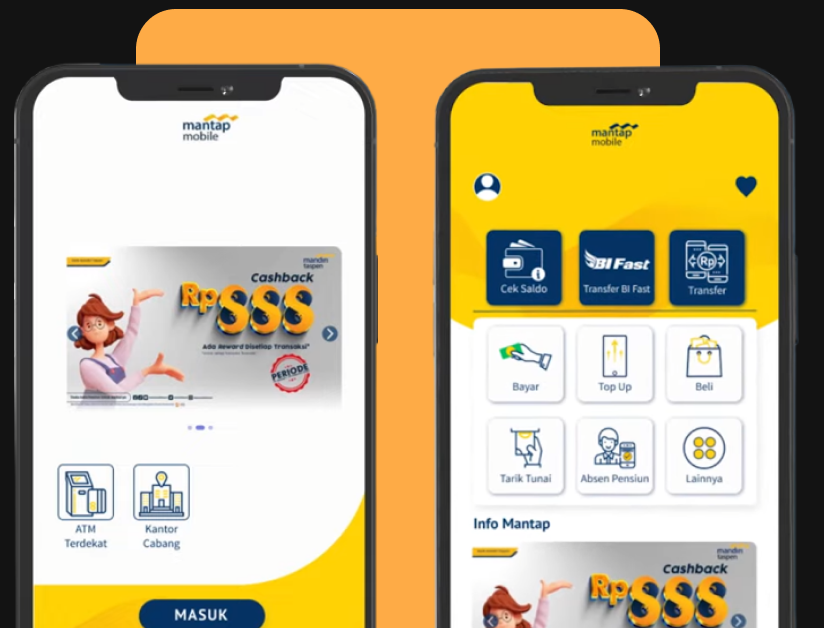 mantap
mobile
mandiri
taspen
Cashback
Rp888
Ada Reward Disetiap Transaksi*
PERIODE
ATM
Terdekat
Kantor
Cabang
MASUK
mantap
mobile
Cek Saldo
BI Fast
Transfer BI Fast
Rp
Transfer
Bayar
Top Up
Beli
Tarik Tunai
Absen Pensiun
Lainnya
Info Mantap
mandiri
taspen
Cashback
Rp888